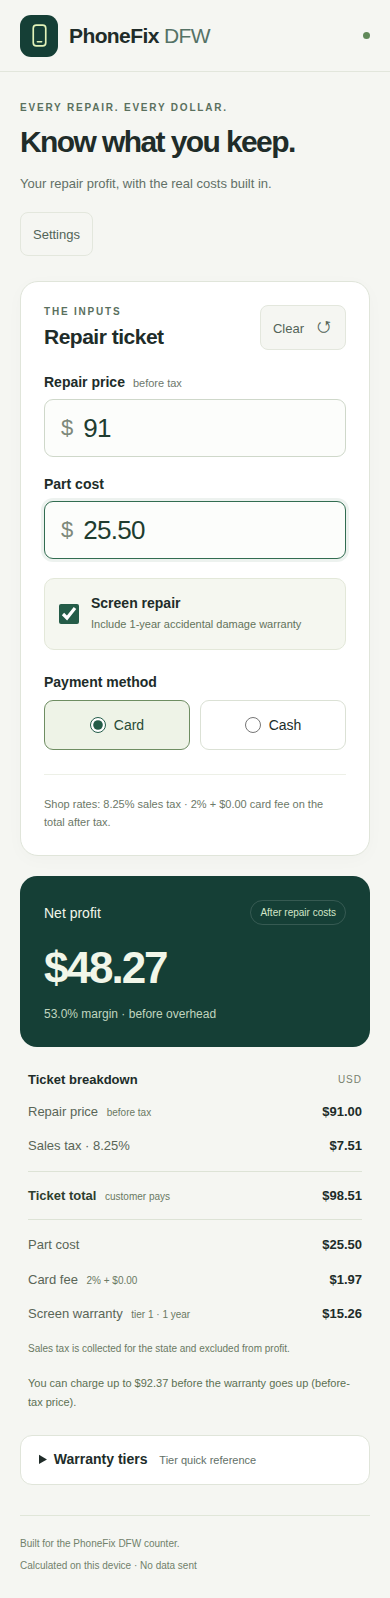 PhoneFix DFW
EVERY REPAIR. EVERY DOLLAR.
Know what you keep.
Your repair profit, with the real costs built in.
Settings
THE INPUTS
Repair ticket
Clear
Repair price before tax
$ 91
Part cost
$ 25.50
Screen repair
Include 1-year accidental damage warranty
Payment method
Card
Cash
Shop rates: 8.25% sales tax · 2% + $0.00 card fee on the
total after tax.
Net profit
After repair costs
$48.27
53.0% margin · before overhead
Ticket breakdown USD
Repair price before tax $91.00
Sales tax · 8.25% $7.51
Ticket total customer pays $98.51
Part cost $25.50
Card fee 2% + $0.00 $1.97
Screen warranty tier 1 · 1 year $15.26
Sales tax is collected for the state and excluded from profit.
You can charge up to $92.37 before the warranty goes up (before-
tax price).
Warranty tiers Tier quick reference
Built for the PhoneFix DFW counter.
Calculated on this device · No data sent